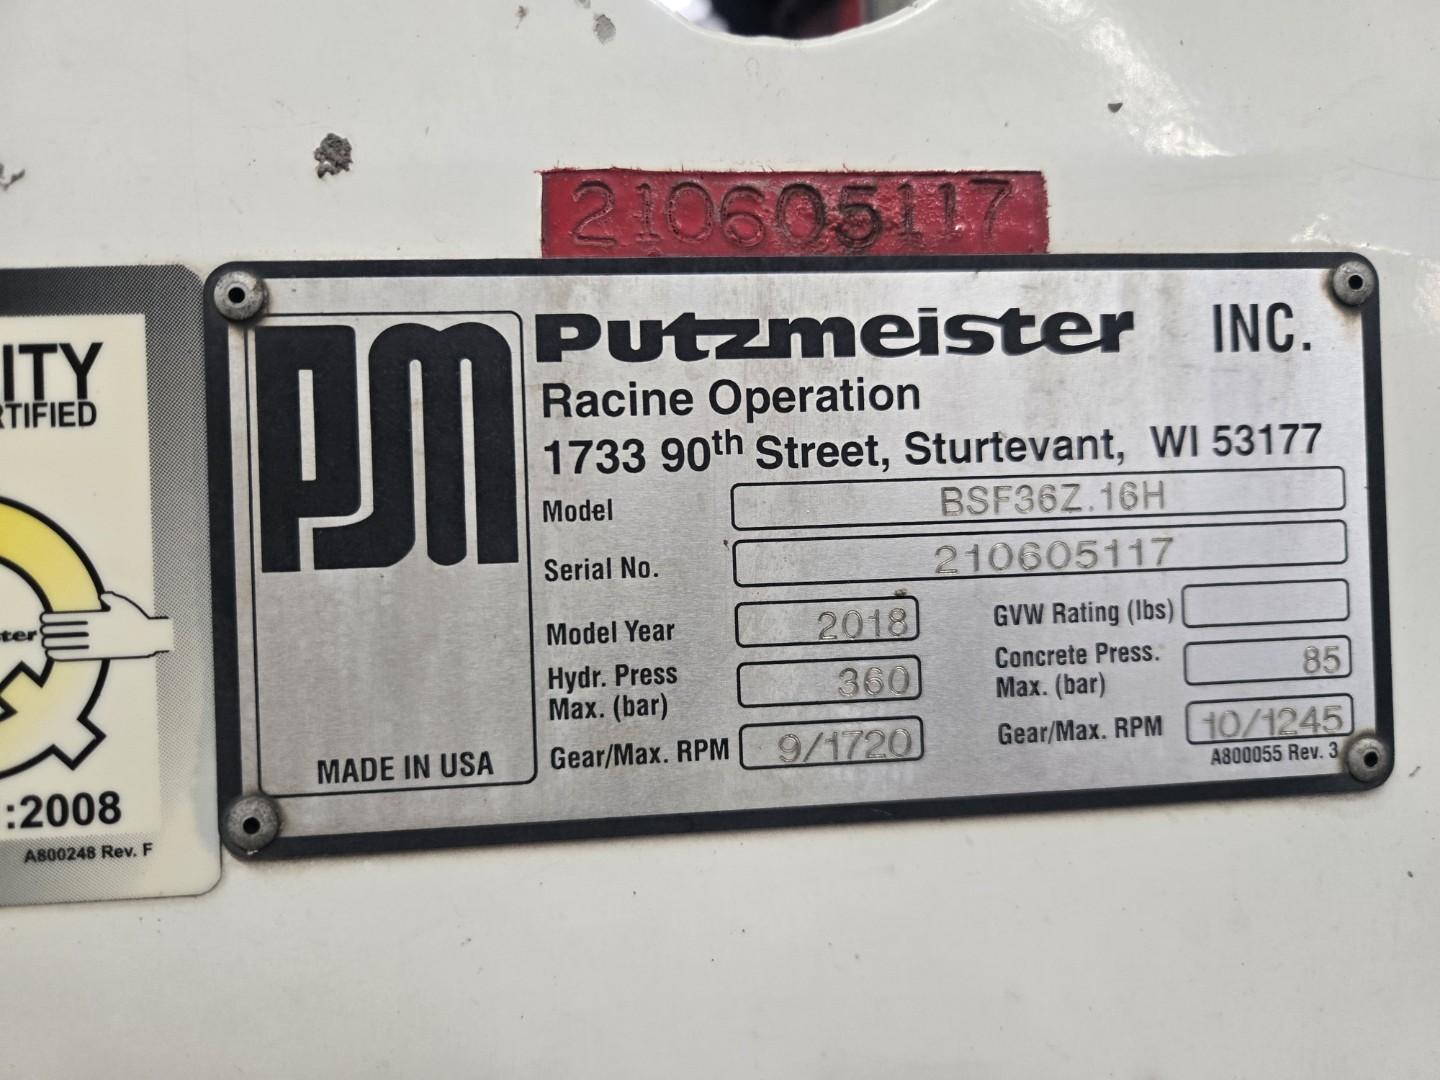 210605117
PM
Putzmeister INC.
Racine Operation
1733 90th Street, Sturtevant, WI 53177
Model BSF36Z.16H
Serial No. 210605117
Model Year 2018 GVW Rating (lbs)
Hydr. Press Max. (bar) 360 Concrete Press. Max. (bar) 85
Gear/Max. RPM 9/1720 Gear/Max. RPM 10/1245
A800055 Rev. 3
MADE IN USA
ITY
RTIFIED
ster
:2008
A800248 Rev. F